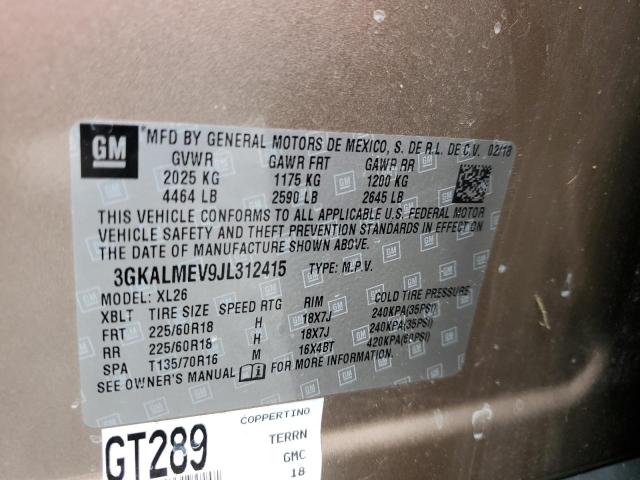 GM
*MFD BY GENERAL MOTORS DE MEXICO, S. DE R.L. DE C.V. 02/18
GVWR GAWR FRT GAWR RR
2025 KG 1175 KG 1200 KG
4464 LB 2590 LB 2645 LB
THIS VEHICLE CONFORMS TO ALL APPLICABLE U.S. FEDERAL MOTOR
VEHICLE SAFETY AND THEFT PREVENTION STANDARDS IN EFFECT ON
THE DATE OF MANUFACTURE SHOWN ABOVE.
3GKALMEV9JL312415 TYPE: M.P.V.
MODEL: XL26
XBLT TIRE SIZE SPEED RTG RIM COLD TIRE PRESSURE
FRT 225/60R18 H 18X7J 240KPA(35PSI)
RR 225/60R18 H 18X7J 240KPA(35PSI)
SPA T135/70R16 M 16X4BT 420KPA(60PSI)
SEE OWNER'S MANUAL i FOR MORE INFORMATION.
COPPERTINO
GT289 TERRN
GMC
18